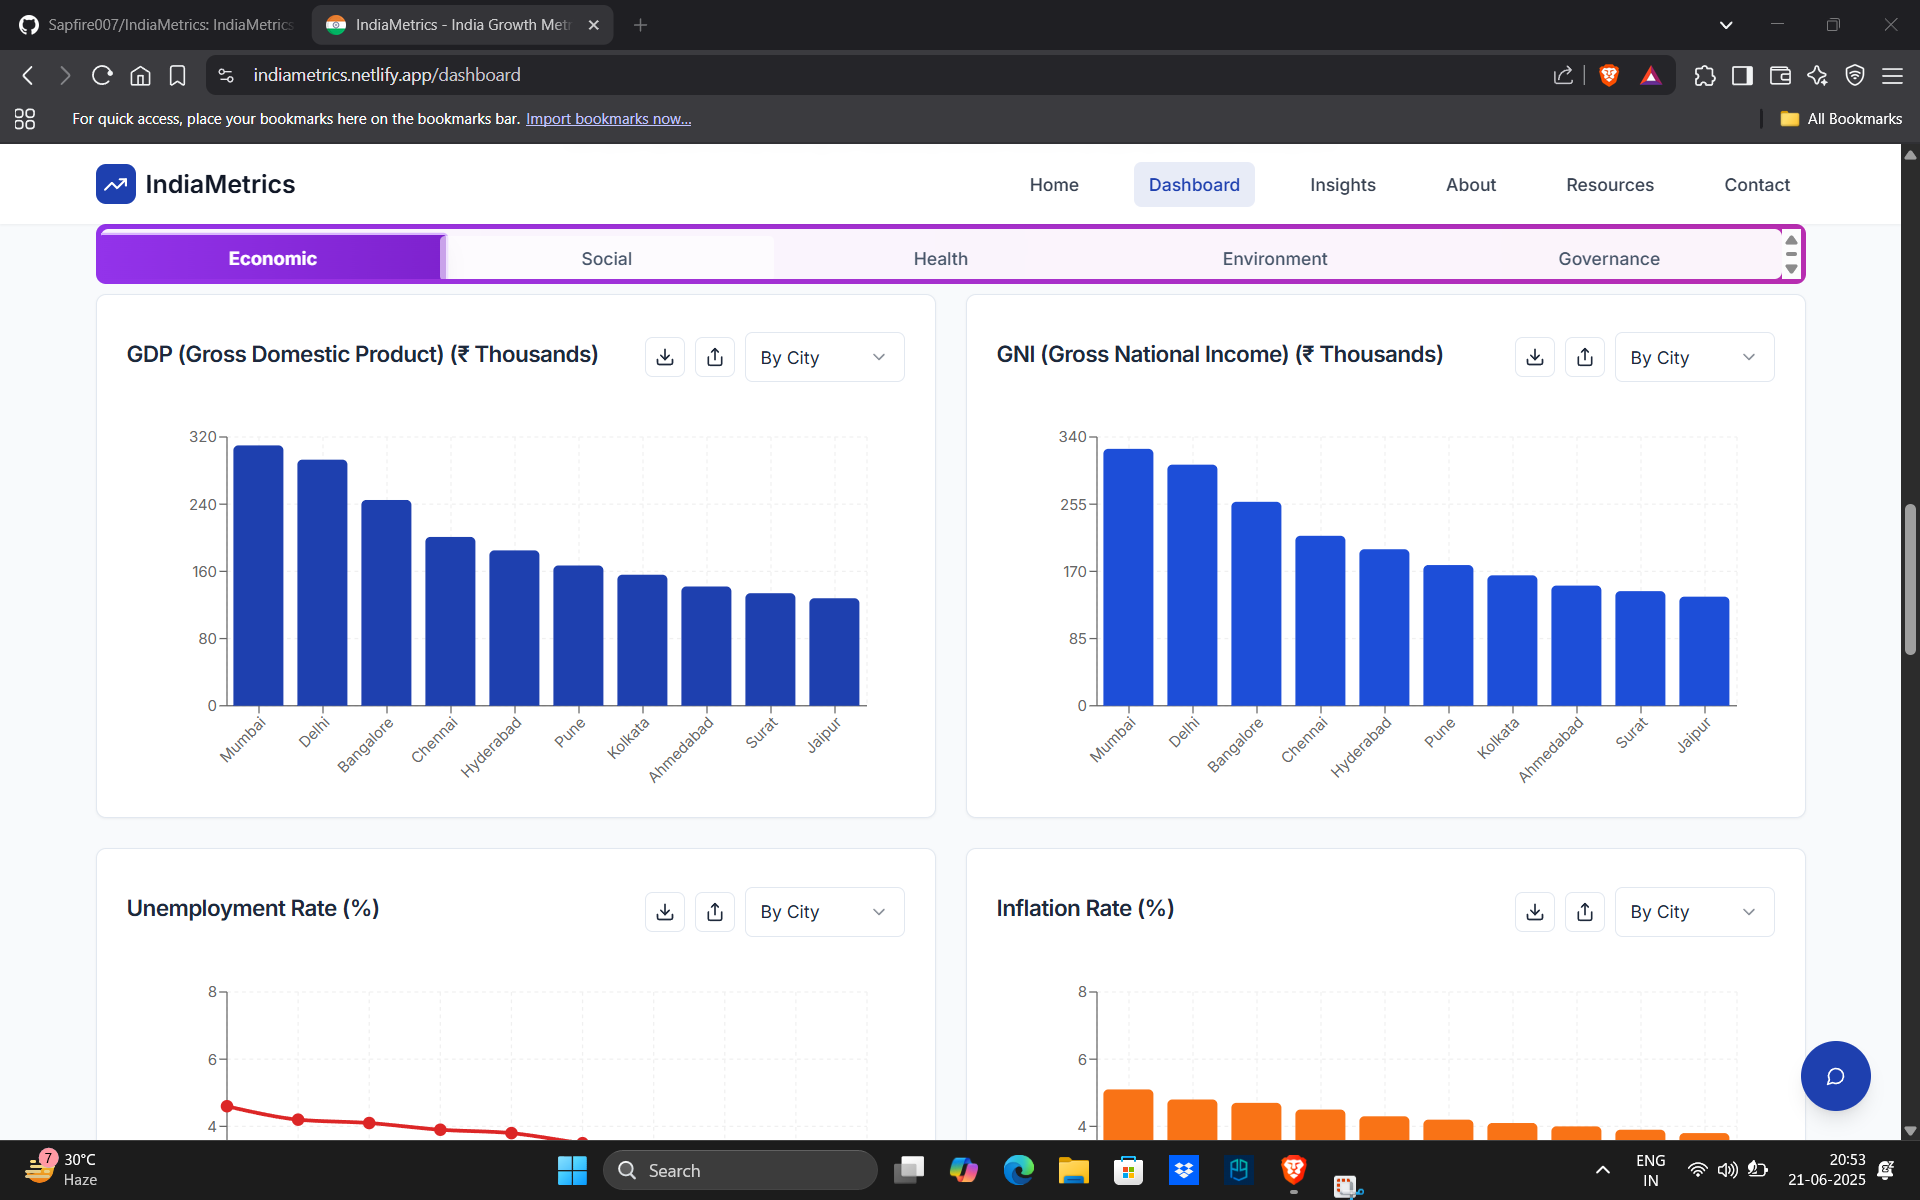 Sapfire007/IndiaMetrics: IndiaMetrics
IndiaMetrics - India Growth Met
indiametrics.netlify.app/dashboard
For quick access, place your bookmarks here on the bookmarks bar. Import bookmarks now...
All Bookmarks
IndiaMetrics
Home
Dashboard
Insights
About
Resources
Contact
Economic
Social
Health
Environment
Governance
GDP (Gross Domestic Product) (₹ Thousands)
By City
320
240
160
80
0
Mumbai
Delhi
Bangalore
Chennai
Hyderabad
Pune
Kolkata
Ahmedabad
Surat
Jaipur
GNI (Gross National Income) (₹ Thousands)
By City
340
255
170
85
0
Mumbai
Delhi
Bangalore
Chennai
Hyderabad
Pune
Kolkata
Ahmedabad
Surat
Jaipur
Unemployment Rate (%)
By City
8
6
4
Inflation Rate (%)
By City
8
6
4
7
30°C
Haze
Search
ENG
IN
20:53
21-06-2025